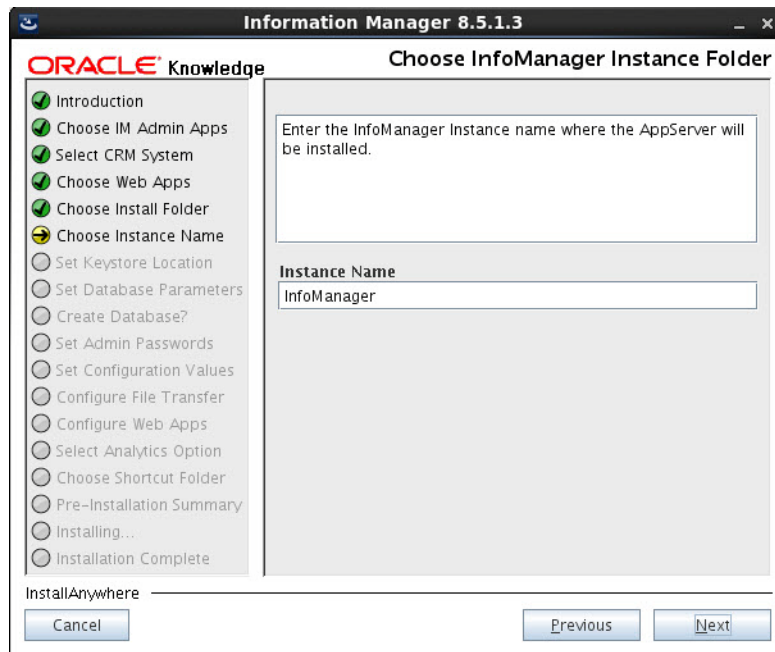 Information Manager 8.5.1.3
ORACLE Knowledge
Choose InfoManager Instance Folder
Introduction
Choose IM Admin Apps
Select CRM System
Choose Web Apps
Choose Install Folder
Choose Instance Name
Set Keystore Location
Set Database Parameters
Create Database?
Set Admin Passwords
Set Configuration Values
Configure File Transfer
Configure Web Apps
Select Analytics Option
Choose Shortcut Folder
Pre-Installation Summary
Installing...
Installation Complete
Enter the InfoManager Instance name where the AppServer will
be installed.
Instance Name
InfoManager
InstallAnywhere
Cancel
Previous
Next